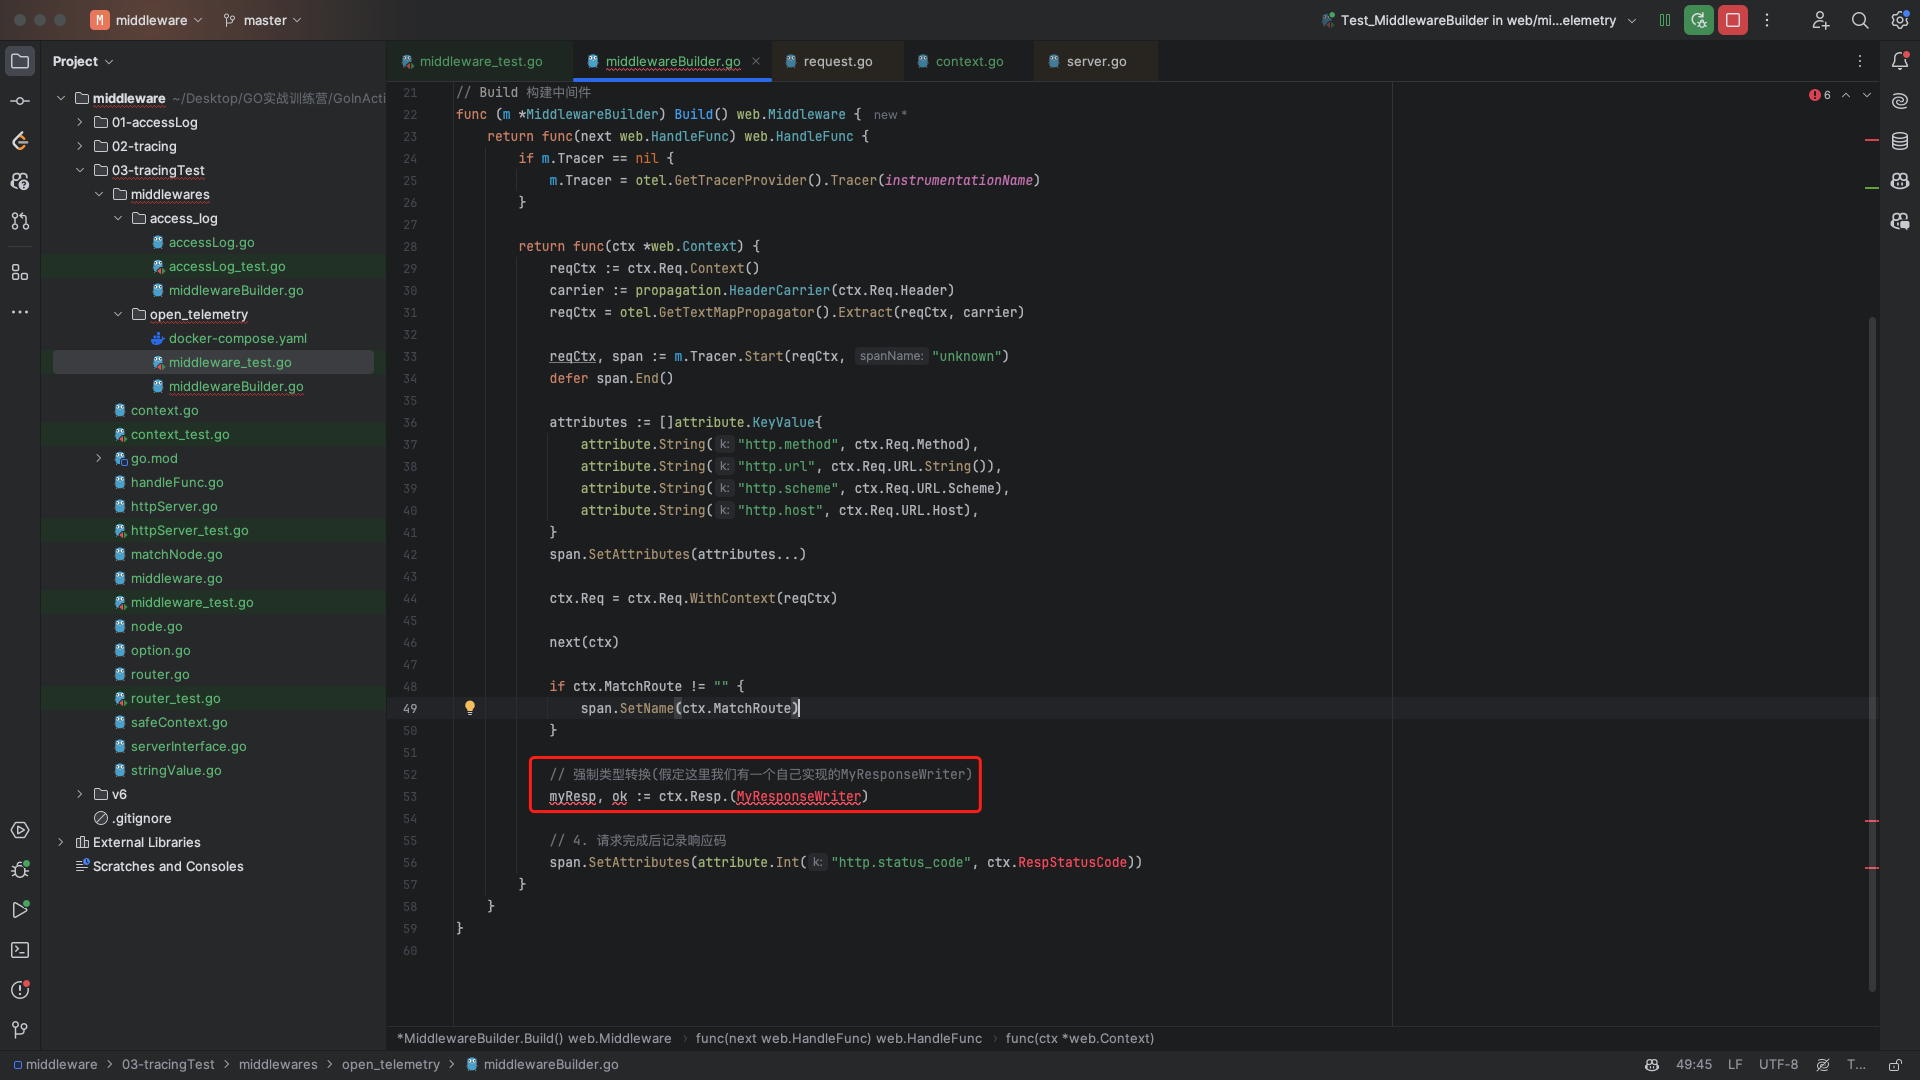 M middleware master Test_MiddlewareBuilder in web/mi...elemetry
Project
middleware_test.go middlewareBuilder.go request.go context.go server.go
middleware ~/Desktop/GO实战训练营/GoInActi
01-accessLog
02-tracing
03-tracingTest
middlewares
access_log
accessLog.go
accessLog_test.go
middlewareBuilder.go
open_telemetry
docker-compose.yaml
middleware_test.go
middlewareBuilder.go
context.go
context_test.go
go.mod
handleFunc.go
httpServer.go
httpServer_test.go
matchNode.go
middleware.go
middleware_test.go
node.go
option.go
router.go
router_test.go
safeContext.go
serverInterface.go
stringValue.go
v6
.gitignore
External Libraries
Scratches and Consoles
6
21 // Build 构建中间件
22 func (m *MiddlewareBuilder) Build() web.Middleware { new *
23 return func(next web.HandleFunc) web.HandleFunc {
24 if m.Tracer == nil {
25 m.Tracer = otel.GetTracerProvider().Tracer(instrumentationName)
26 }
27
28 return func(ctx *web.Context) {
29 reqCtx := ctx.Req.Context()
30 carrier := propagation.HeaderCarrier(ctx.Req.Header)
31 reqCtx = otel.GetTextMapPropagator().Extract(reqCtx, carrier)
32
33 reqCtx, span := m.Tracer.Start(reqCtx, spanName: "unknown")
34 defer span.End()
35
36 attributes := []attribute.KeyValue{
37 attribute.String( k: "http.method", ctx.Req.Method),
38 attribute.String( k: "http.url", ctx.Req.URL.String()),
39 attribute.String( k: "http.scheme", ctx.Req.URL.Scheme),
40 attribute.String( k: "http.host", ctx.Req.URL.Host),
41 }
42 span.SetAttributes(attributes...)
43
44 ctx.Req = ctx.Req.WithContext(reqCtx)
45
46 next(ctx)
47
48 if ctx.MatchRoute != "" {
49 span.SetName(ctx.MatchRoute)
50 }
51
52 // 强制类型转换(假定这里我们有一个自己实现的MyResponseWriter)
53 myResp, ok := ctx.Resp.(MyResponseWriter)
54
55 // 4. 请求完成后记录响应码
56 span.SetAttributes(attribute.Int( k: "http.status_code", ctx.RespStatusCode))
57 }
58 }
59 }
60
*MiddlewareBuilder.Build() web.Middleware › func(next web.HandleFunc) web.HandleFunc › func(ctx *web.Context)
middleware › 03-tracingTest › middlewares › open_telemetry › middlewareBuilder.go 49:45 LF UTF-8 T...